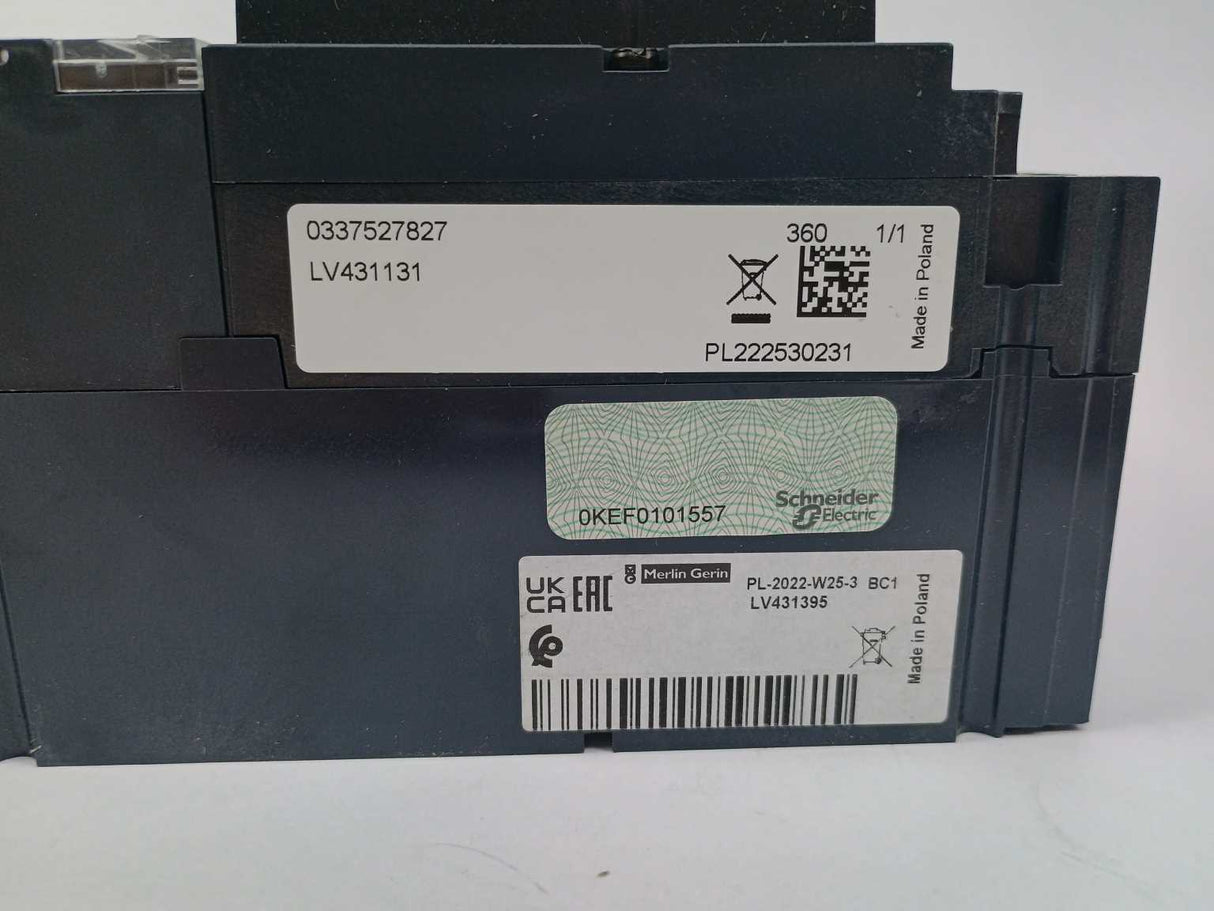 0337527827
360 1/1
LV431131
Made in Poland
PL222530231
Schneider
Electric
0KEF0101557
UK
CA
EAC
Merlin Gerin
PL-2022-W25-3 BC1
LV431395
Made in Poland